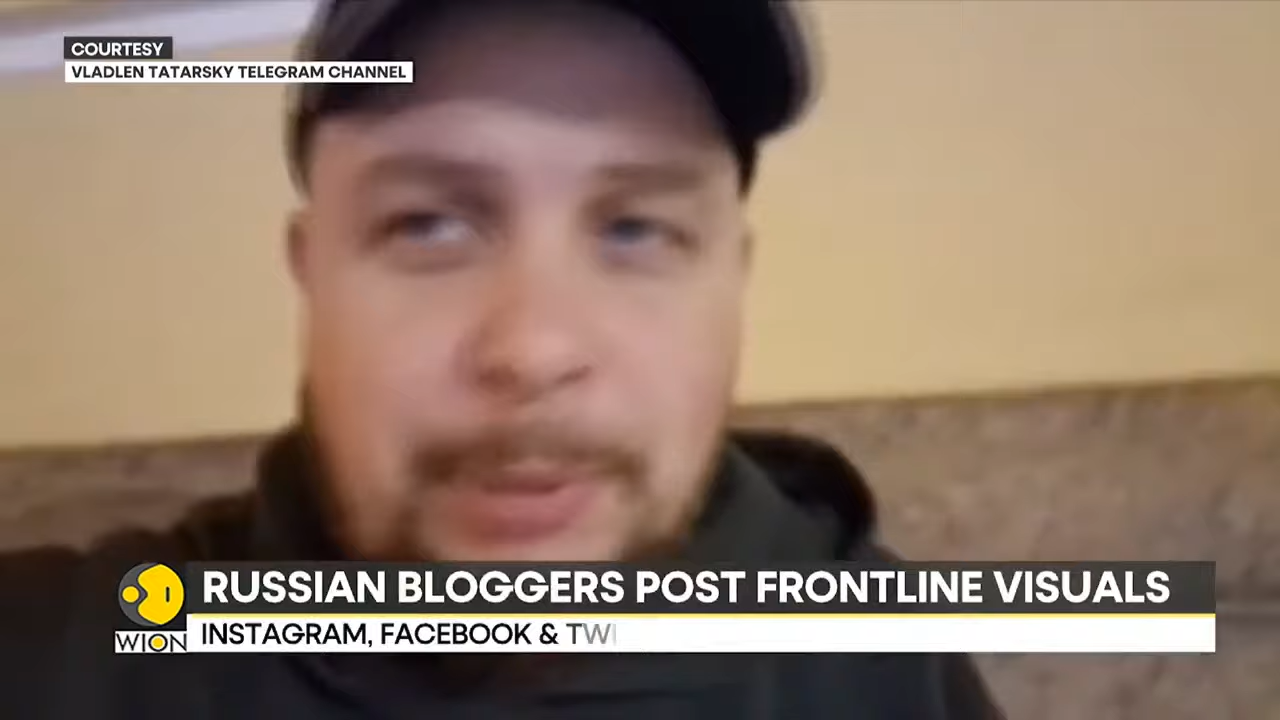 COURTESY
VLADLEN TATARSKY TELEGRAM CHANNEL
RUSSIAN BLOGGERS POST FRONTLINE VISUALS
INSTAGRAM, FACEBOOK & TW
WION